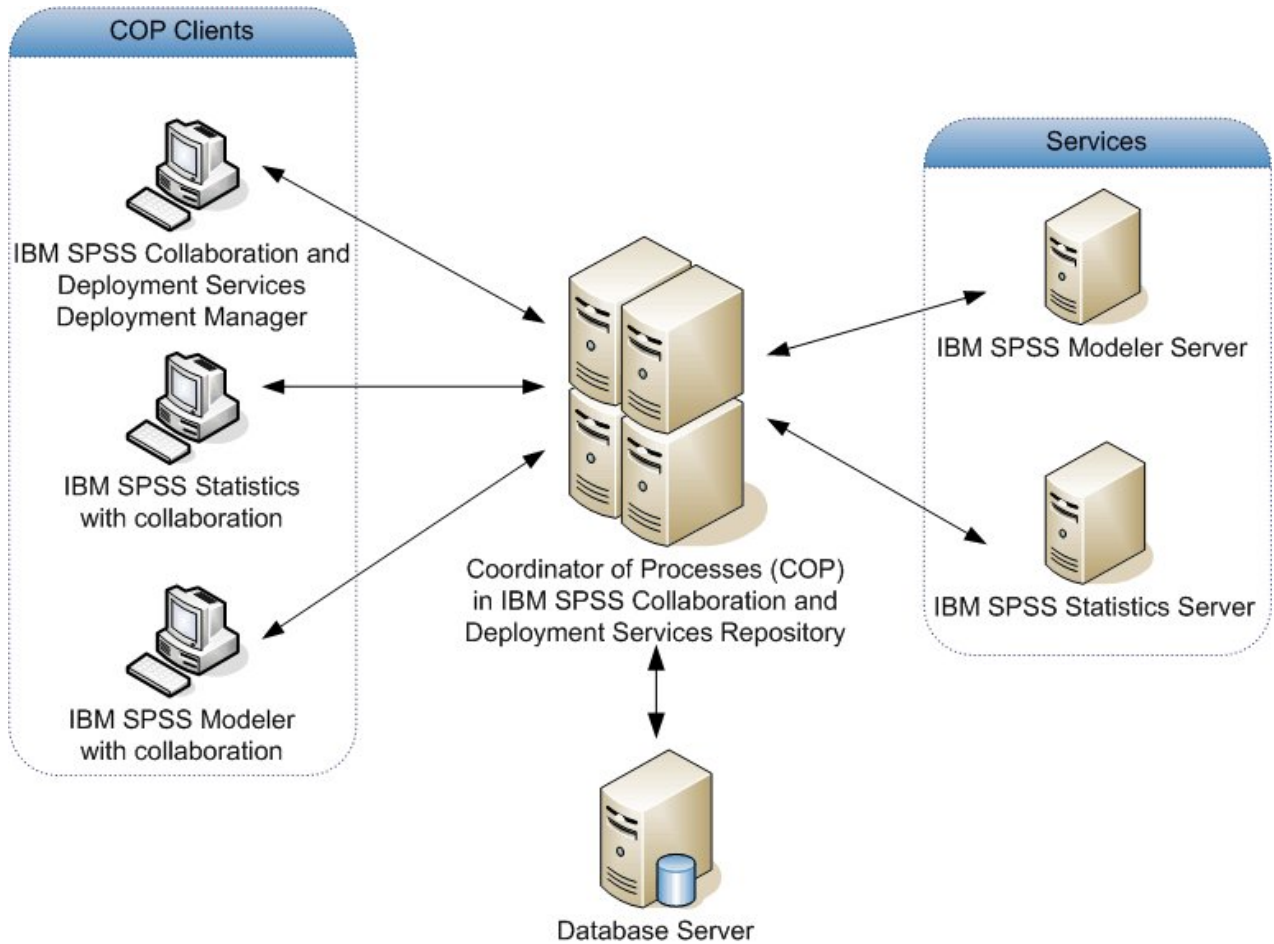 COP Clients
IBM SPSS Collaboration and
Deployment Services
Deployment Manager
IBM SPSS Statistics
with collaboration
IBM SPSS Modeler
with collaboration
Coordinator of Processes (COP)
in IBM SPSS Collaboration and
Deployment Services Repository
Database Server
Services
IBM SPSS Modeler Server
IBM SPSS Statistics Server